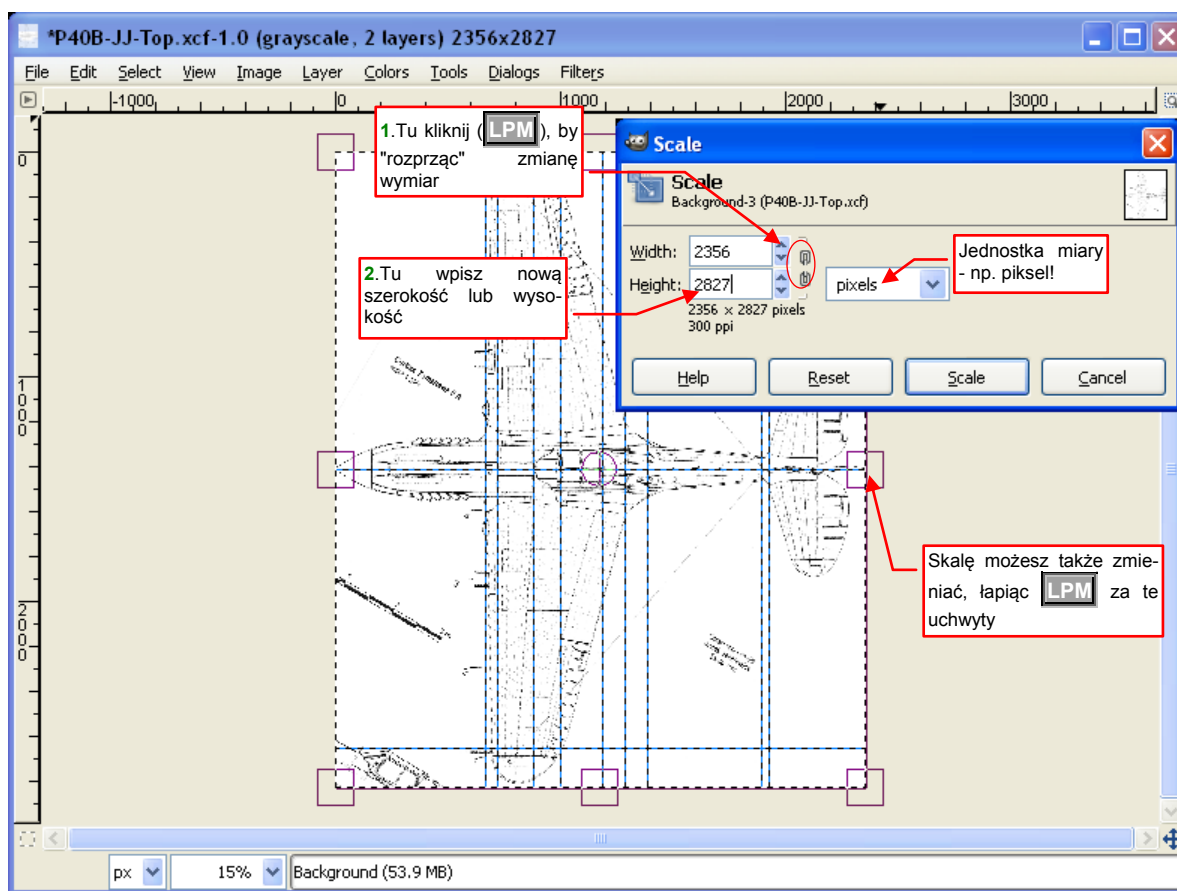 *P40B-JJ-Top.xcf-1.0 (grayscale, 2 layers) 2356x2827
File Edit Select View Image Layer Colors Tools Dialogs Filters
-1000 0 1000 2000 3000
0
1000
2000
1.Tu kliknij (LPM), by
"rozprząc" zmianę
wymiar
2.Tu wpisz nową
szerokość lub wyso-
kość
Scale
Scale
Background-3 (P40B-JJ-Top.xcf)
Width: 2356
Height: 2827
pixels
2356 × 2827 pixels
300 ppi
Help Reset Scale Cancel
Jednostka miary
- np. piksel!
Skalę możesz także zmie-
niać, łapiąc LPM za te
uchwyty
px 15% Background (53.9 MB)